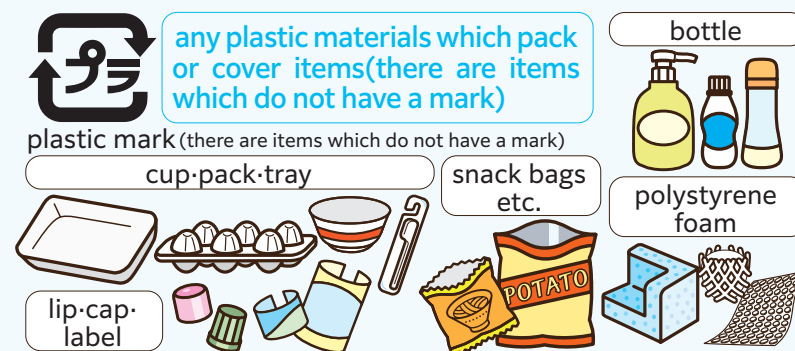 プラ
any plastic materials which pack
or cover items(there are items
which do not have a mark)
plastic mark (there are items which do not have a mark)
bottle
cup·pack·tray
snack bags
etc.
polystyrene
foam
POTATO
lip·cap·
label